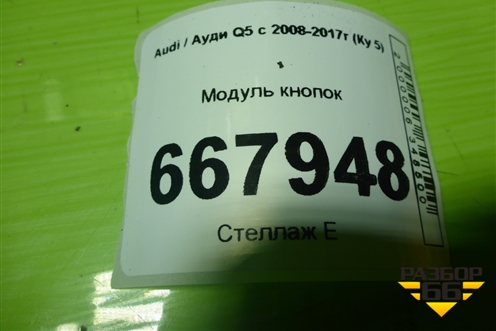 Audi / Ауди Q5 с 2008-2017г (Ку 5)
Модуль кнопок
667948
Стеллаж Е
РАЗБОР
66